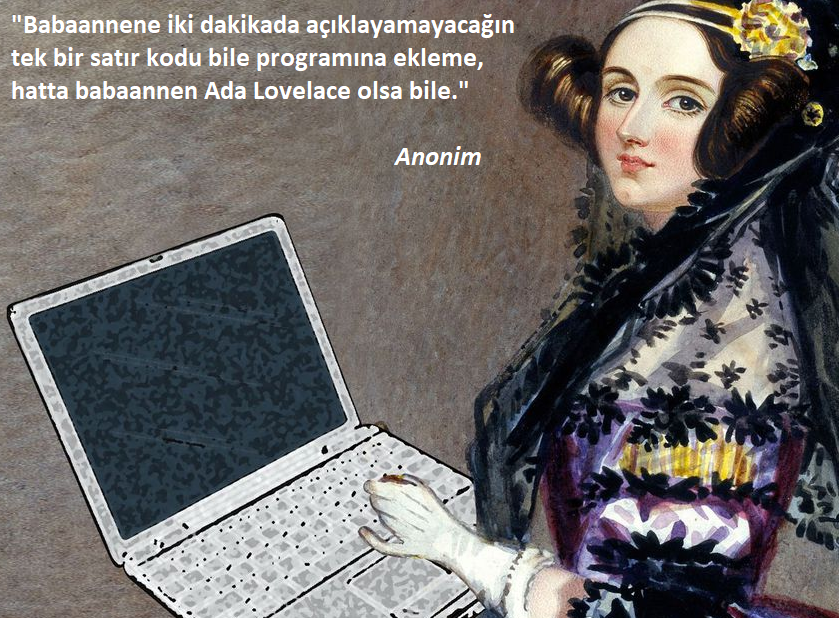 "Babaannene iki dakikada açıklayamayacağın
tek bir satır kodu bile programına ekleme,
hatta babaannen Ada Lovelace olsa bile."
Anonim